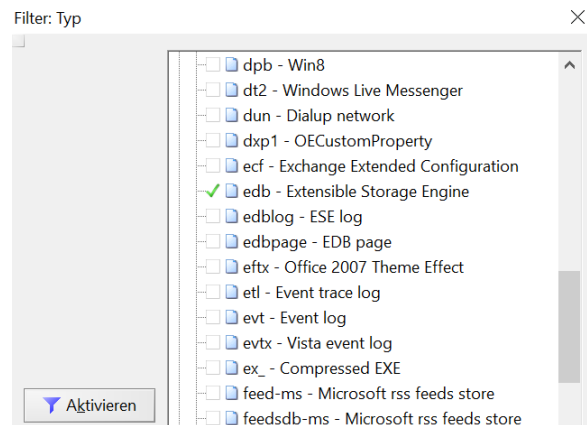 Filter: Typ
dpb - Win8
dt2 - Windows Live Messenger
dun - Dialup network
dxp1 - OECustomProperty
ecf - Exchange Extended Configuration
edb - Extensible Storage Engine
edblog - ESE log
edbpage - EDB page
eftx - Office 2007 Theme Effect
etl - Event trace log
evt - Event log
evtx - Vista event log
ex_ - Compressed EXE
feed-ms - Microsoft rss feeds store
feedsdb-ms - Microsoft rss feeds store
Aktivieren